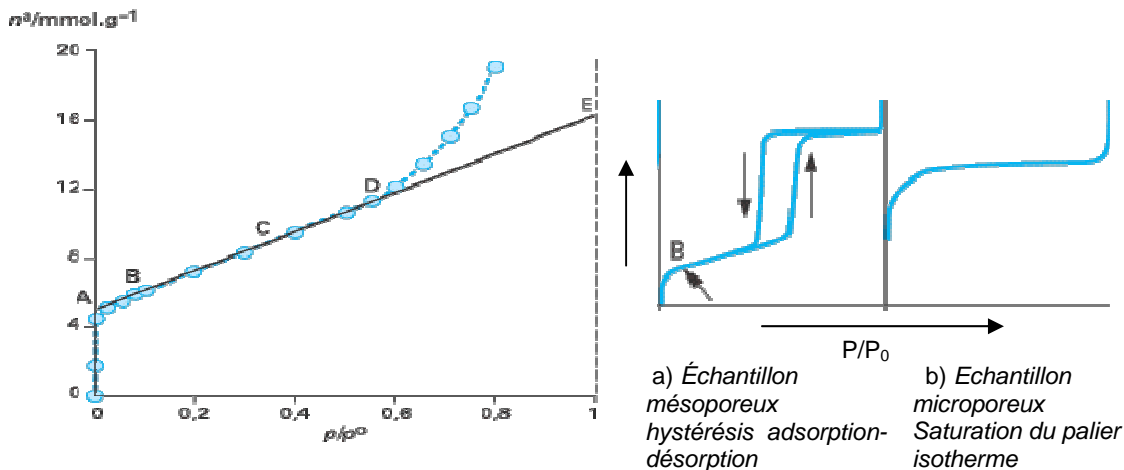 nᵃ/mmol.g⁻¹
20
16
12
8
4
0
A
B
C
D
E
0
0,2
0,4
0,6
0,8
1
p/p°
B
P/P₀
a) Échantillon
mésoporeux
hystérésis adsorption-
désorption
b) Echantillon
microporeux
Saturation du palier
isotherme